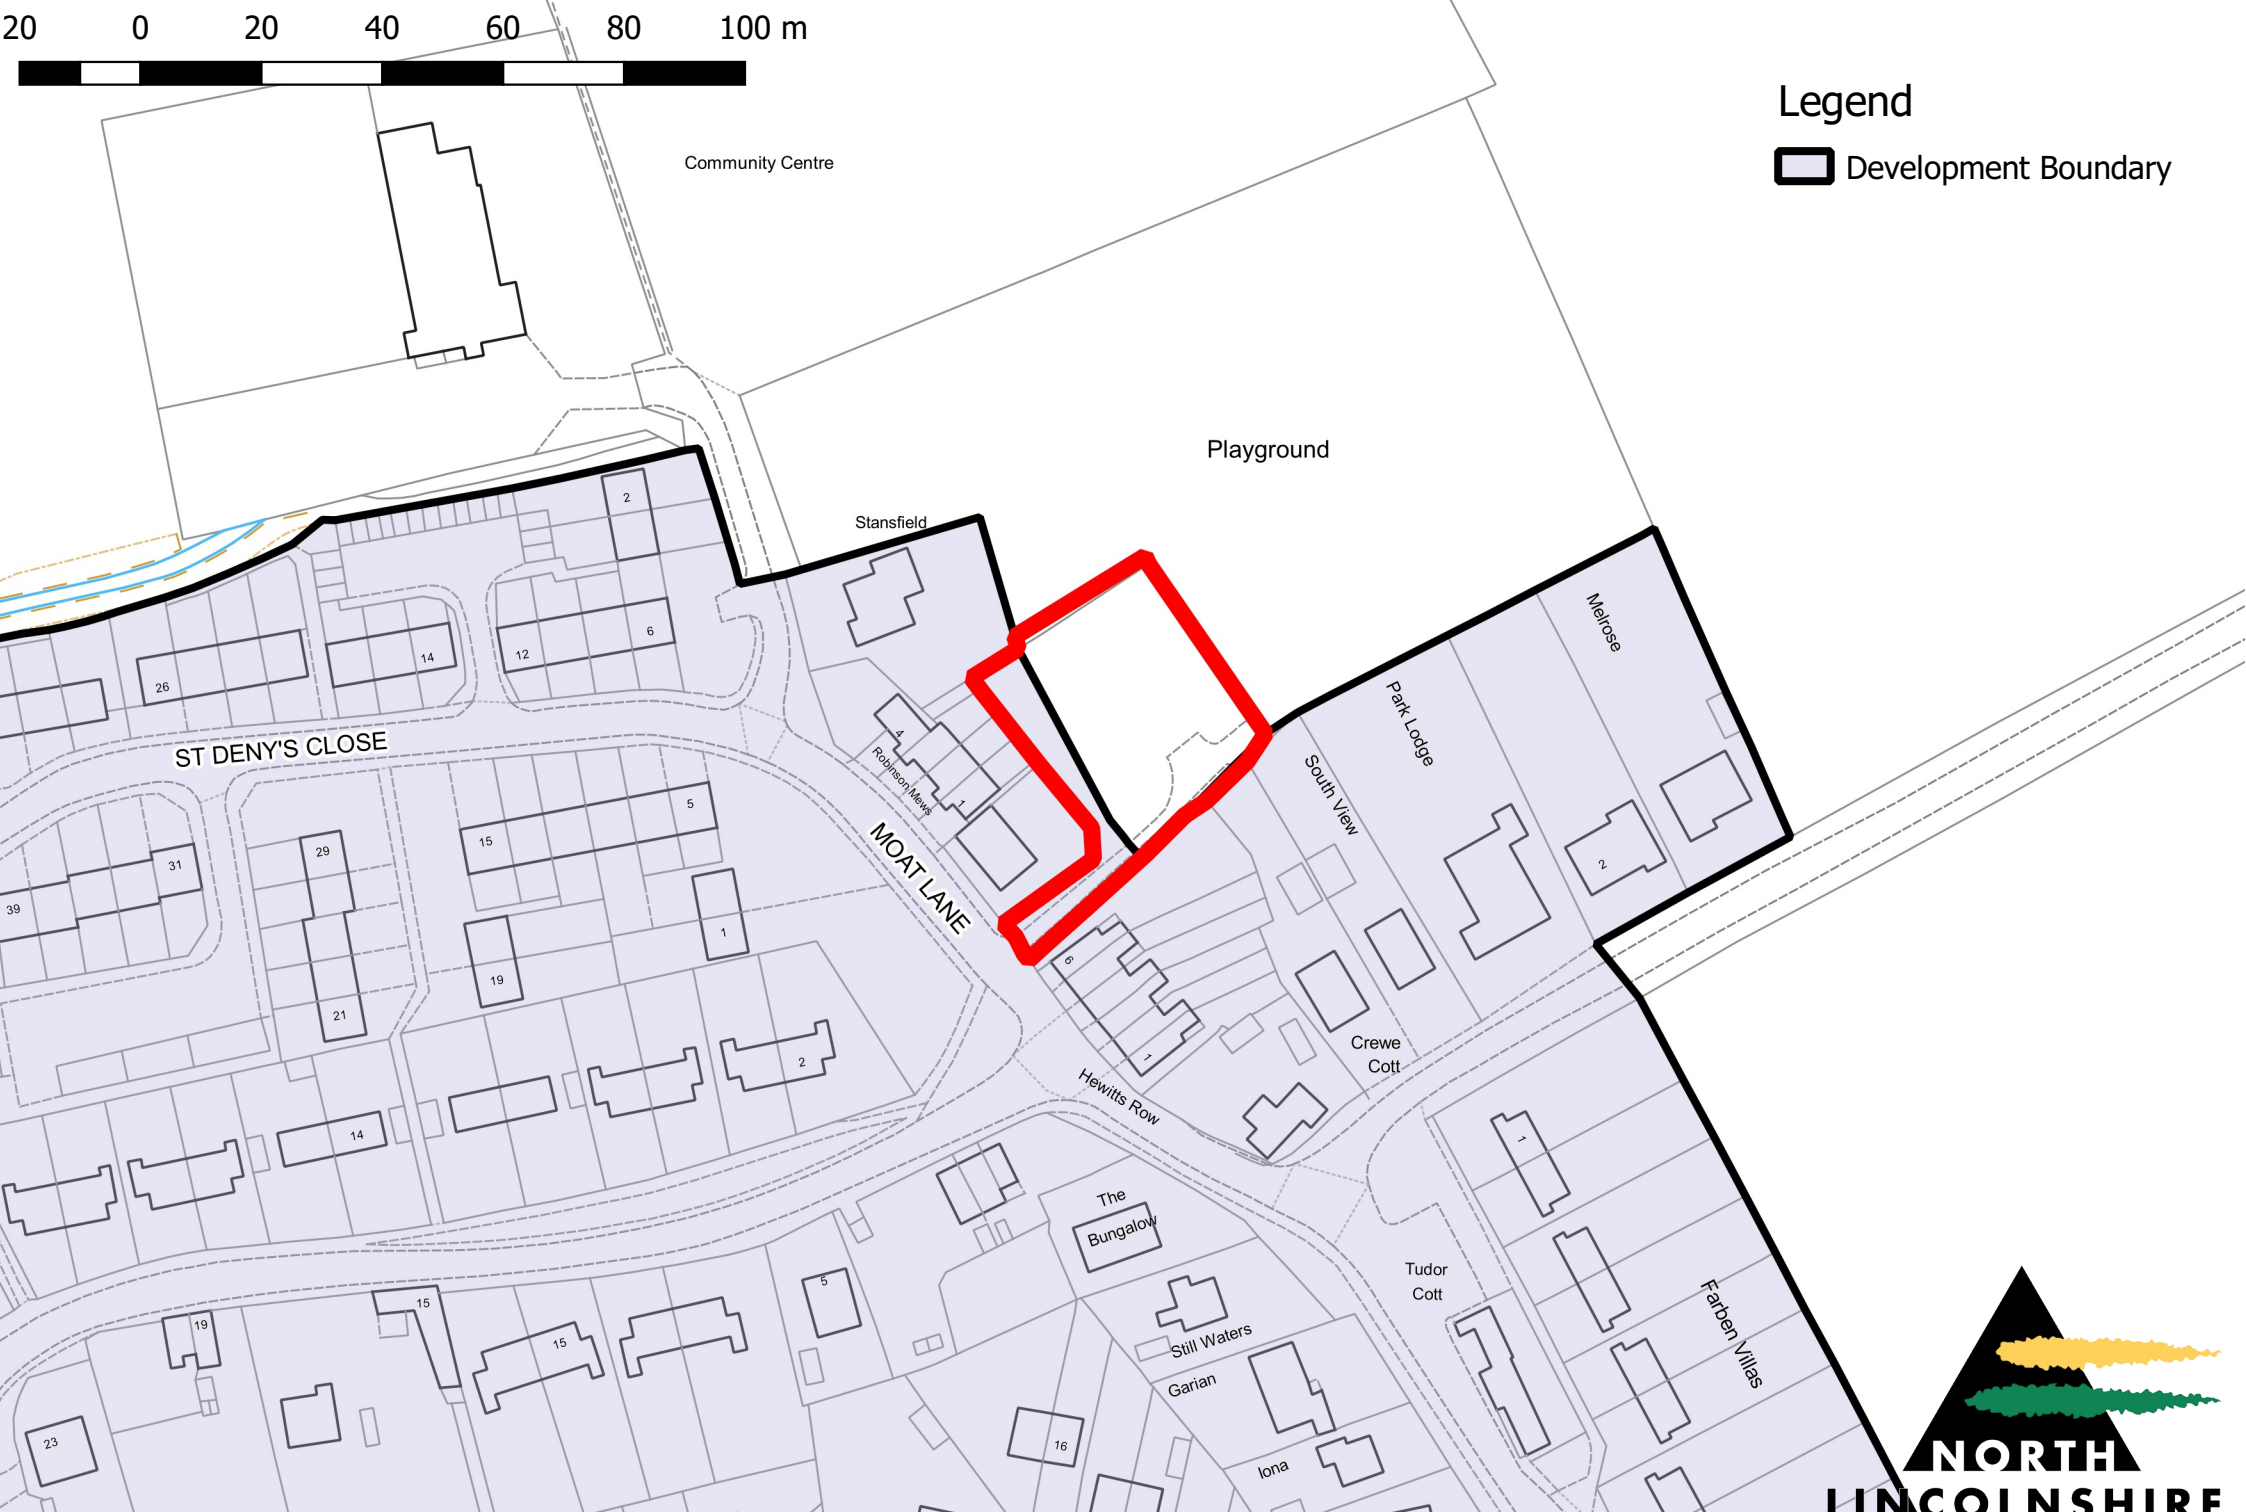 20 0 20 40 60 80 100 m
Legend
Development Boundary
Community Centre
Playground
Stansfield
2
6
12
14
26
ST DENY'S CLOSE
4
Robinson Mews
1
MOAT LANE
Melrose
Park Lodge
South View
2
5
15
29
31
39
1
19
21
6
1
Crewe
Cott
Hewitts Row
2
14
1
The
Bungalow
Tudor
Cott
Farben Villas
5
15
19
15
Still Waters
Garian
23
16
Iona
NORTH
LINCOLNSHIRE